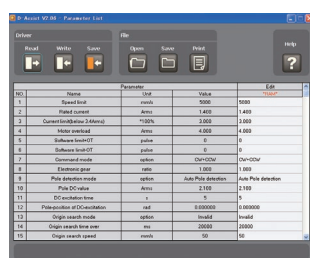 D-Assist V2.00 - Parameter List
Driver File
Read Write Save Open Save Print Help
Parameter Edit
NO. Name Unit Value
1 Speed limit mm/s 5000 5000
2 Rated current Arms 1.400 1.400
3 Current limit(below 3.4Arms) *100% 3.000 3.000
4 Motor overload Arms 4.000 4.000
5 Software limit+OT pulse 0 0
6 Software limit-OT pulse 0 0
7 Command mode option CW+CCW CW+CCW
8 Electronic gear ratio 1.000 1.000
9 Pole detection mode option Auto Pole detection Auto Pole detection
10 Pole DC value Arms 2.100 2.100
11 DC excitation time s 5 5
12 Pole-position of DC-excitation rad 0.000000 0.000000
13 Origin search mode option Invalid Invalid
14 Origin search time over ms 20000 20000
15 Origin search speed mm/s 50 50